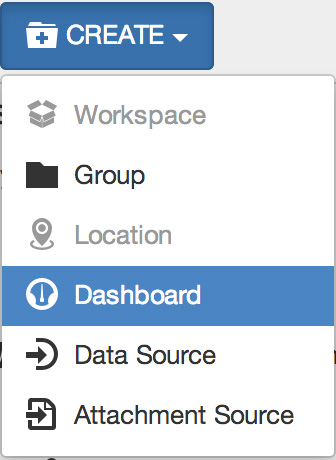 CREATE
Workspace
Group
Location
Dashboard
Data Source
Attachment Source